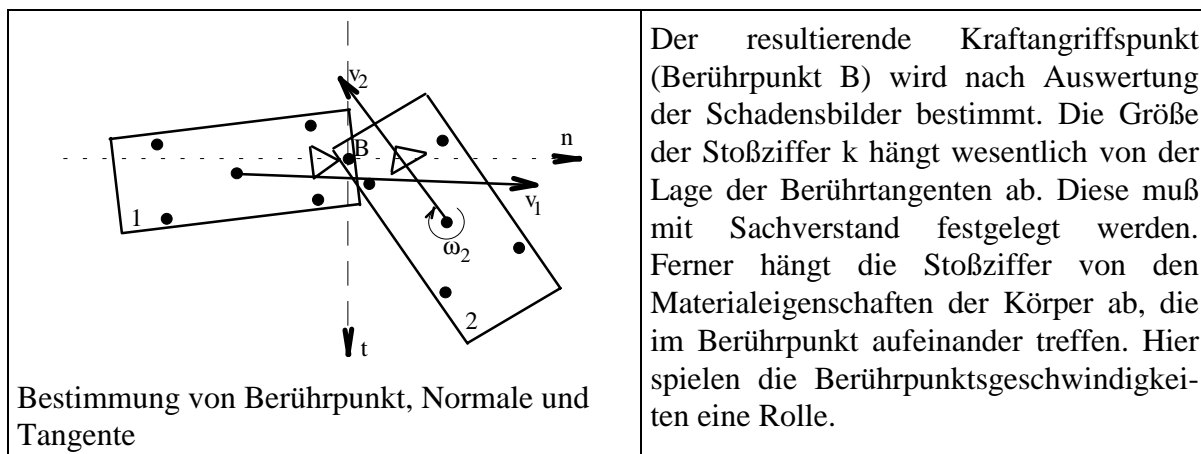 v2
B
n
v1
1
ω2
2
t
Bestimmung von Berührpunkt, Normale und
Tangente
Der resultierende Kraftangriffspunkt
(Berührpunkt B) wird nach Auswertung
der Schadensbilder bestimmt. Die Größe
der Stoßziffer k hängt wesentlich von der
Lage der Berührtangenten ab. Diese muß
mit Sachverstand festgelegt werden.
Ferner hängt die Stoßziffer von den
Materialeigenschaften der Körper ab, die
im Berührpunkt aufeinander treffen. Hier
spielen die Berührpunktsgeschwindigkei-
ten eine Rolle.